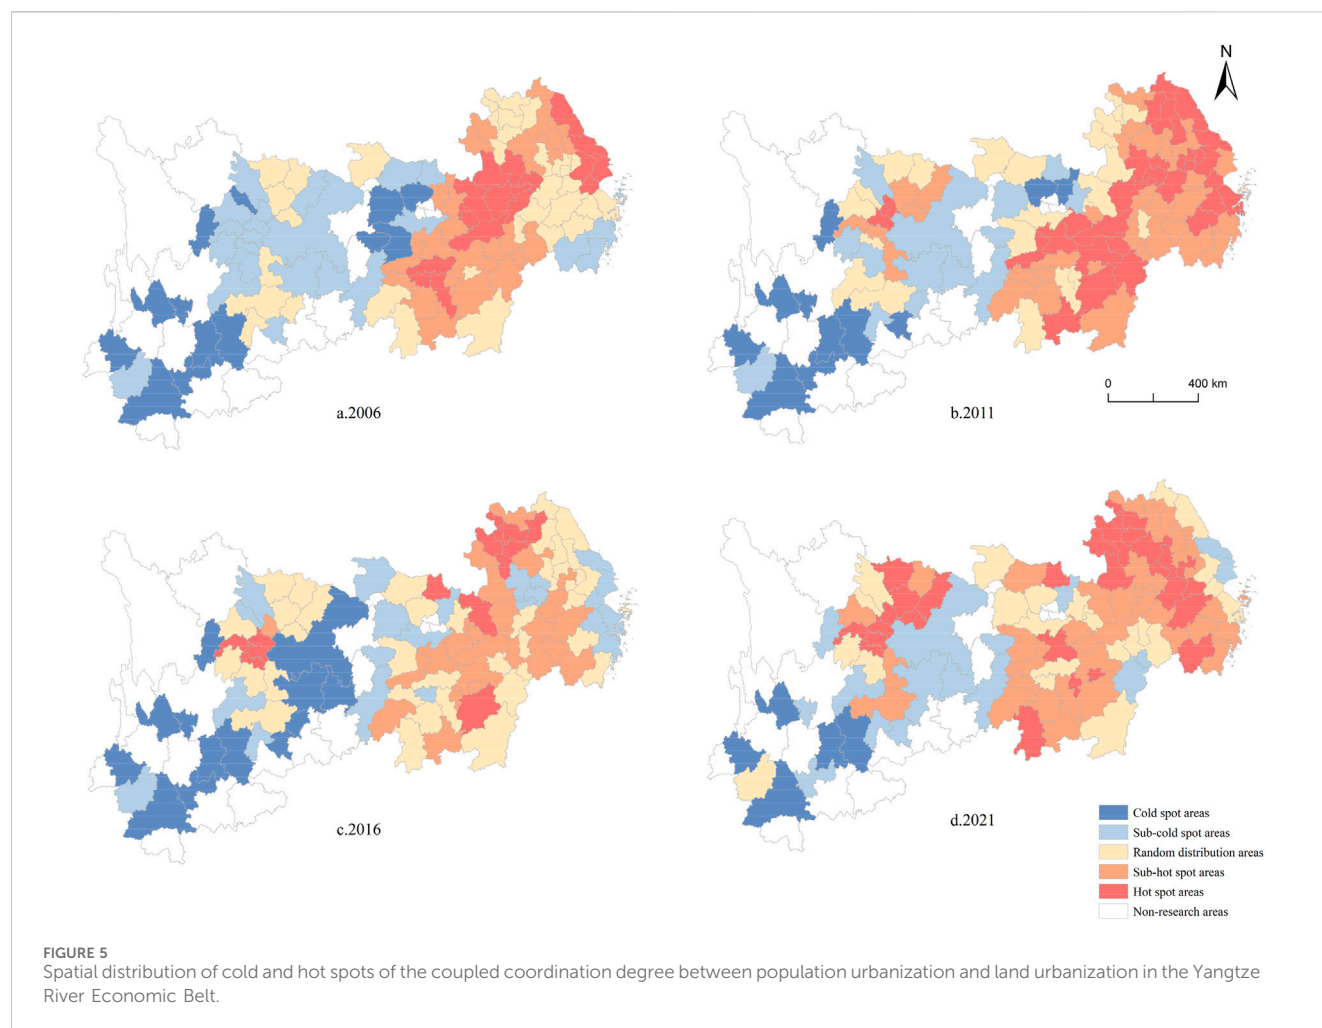 N
0 400 km
a.2006
b.2011
c.2016
d.2021
Cold spot areas
Sub-cold spot areas
Random distribution areas
Sub-hot spot areas
Hot spot areas
Non-research areas
FIGURE 5
Spatial distribution of cold and hot spots of the coupled coordination degree between population urbanization and land urbanization in the Yangtze
River Economic Belt.